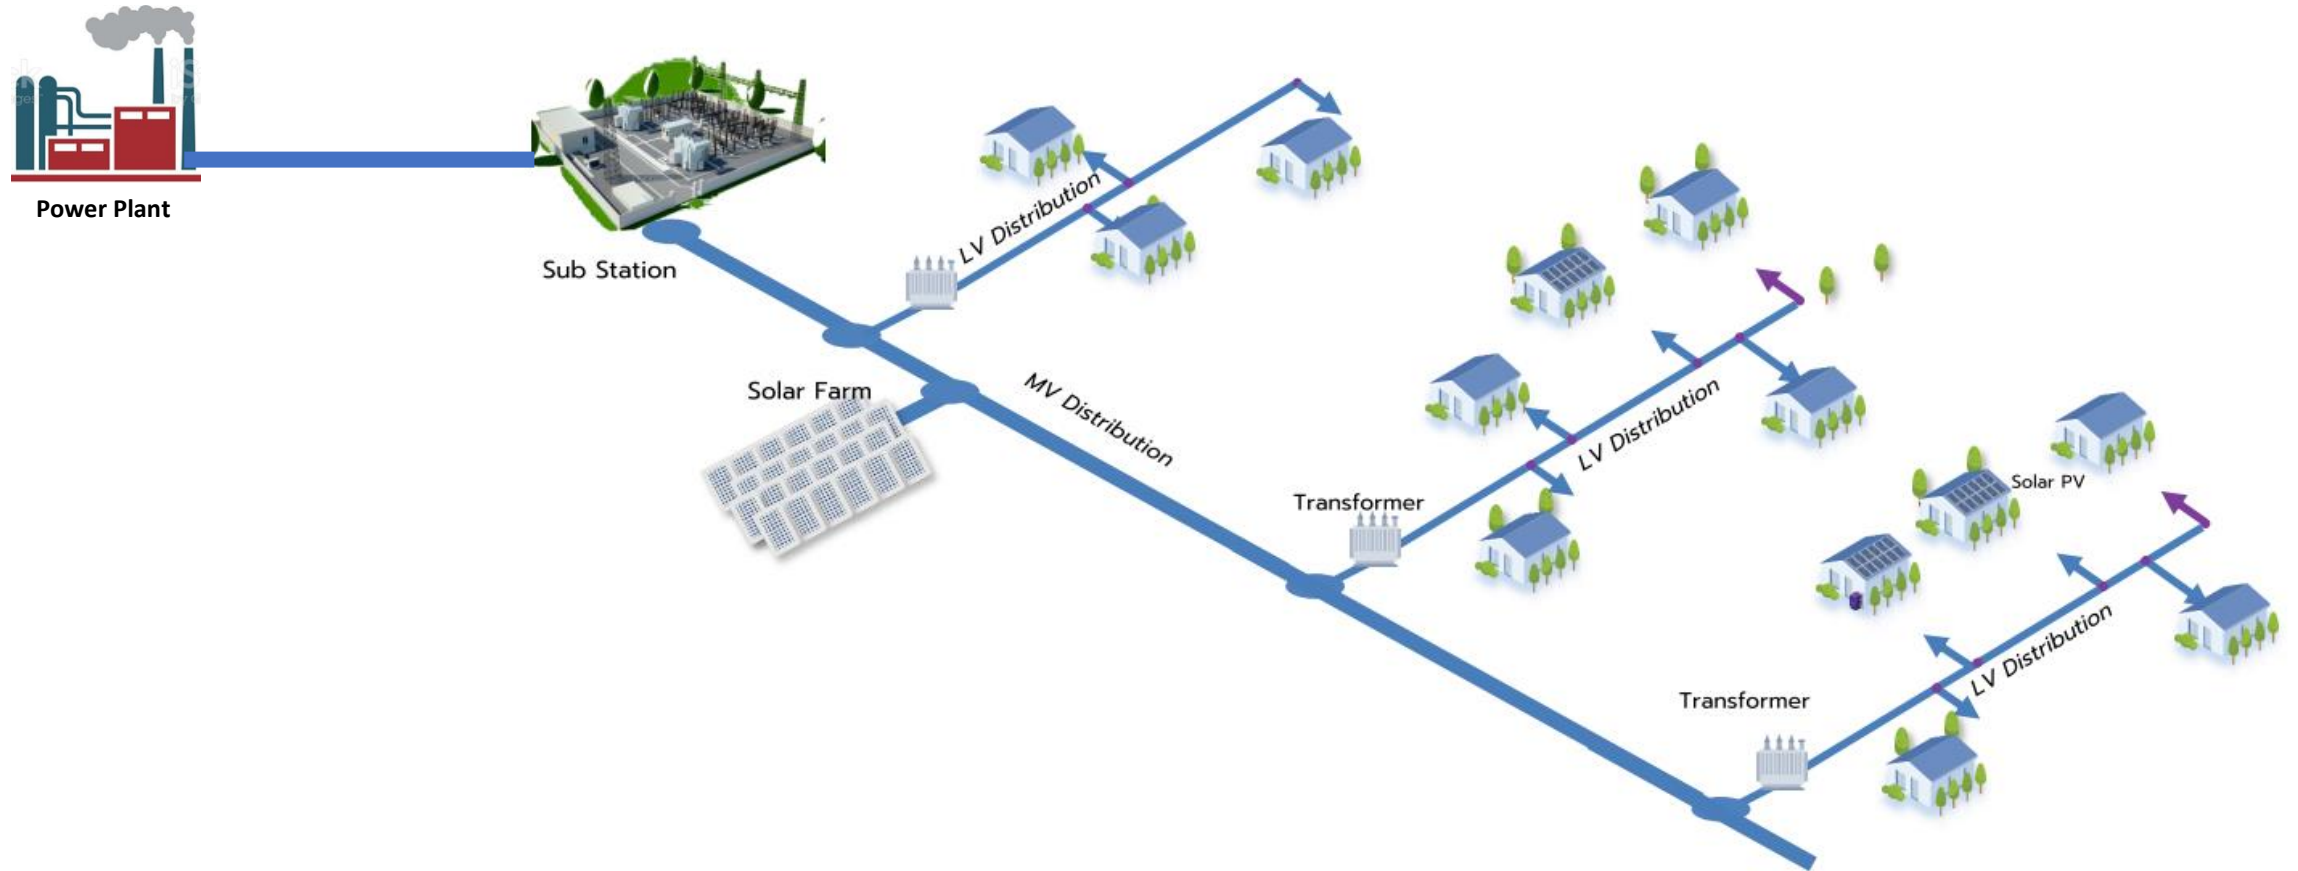 Power Plant
Sub Station
LV Distribution
Solar Farm
MV Distribution
Transformer
LV Distribution
Solar PV
Transformer
LV Distribution